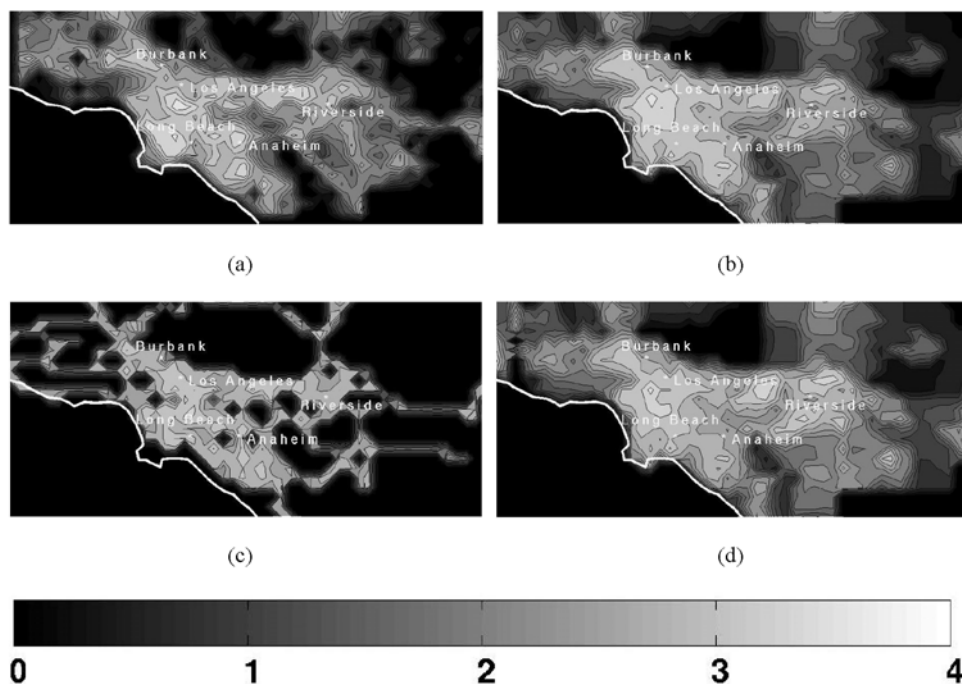 Burbank
Los Angeles
Riverside
Long Beach
Anaheim
Burbank
Los Angeles
Riverside
Long Beach
Anaheim
(a)
(b)
Burbank
Los Angeles
Riverside
Long Beach
Anaheim
Burbank
Los Angeles
Riverside
Long Beach
Anaheim
(c)
(d)
0 1 2 3 4